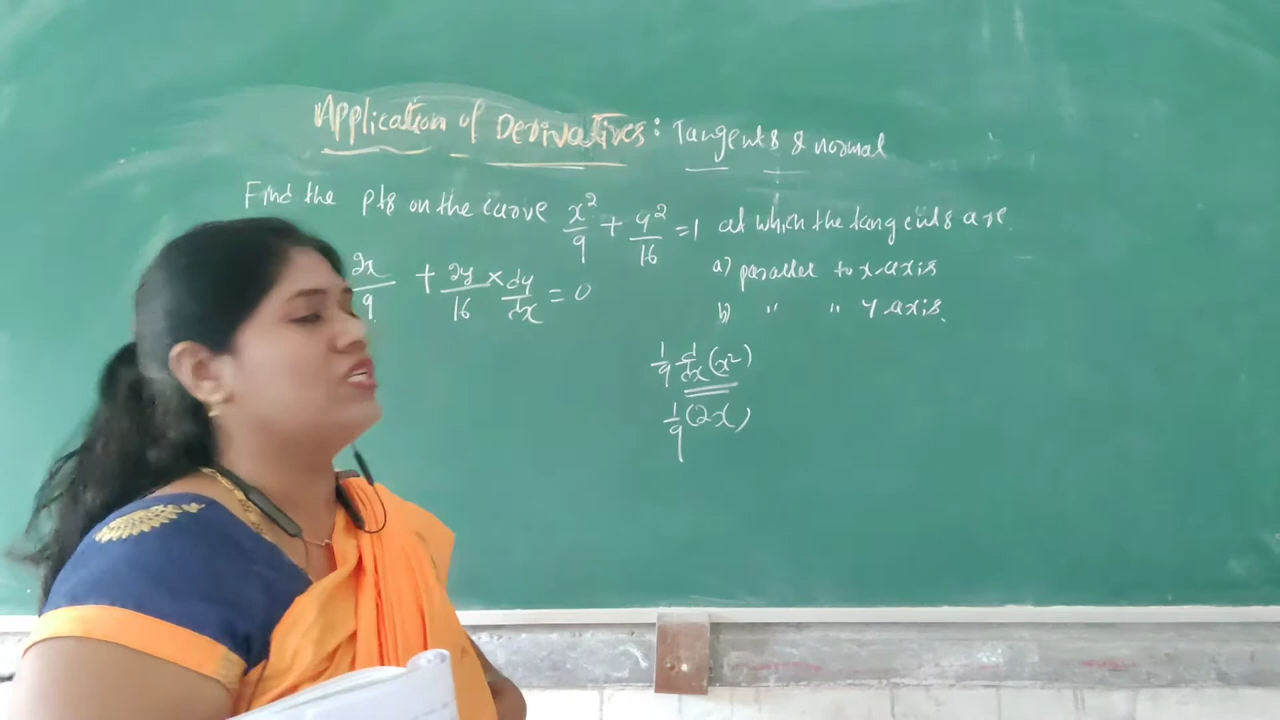 Application of Derivatives: Tangents & normal
Find the pts on the curve x²/9 + y²/16 = 1 at which the tangents are
a) parallel to x-axis
b) " " y-axis.
2x/9 + 2y/16 × dy/dx = 0
1/9 d/dx (x²)
1/9 (2x)